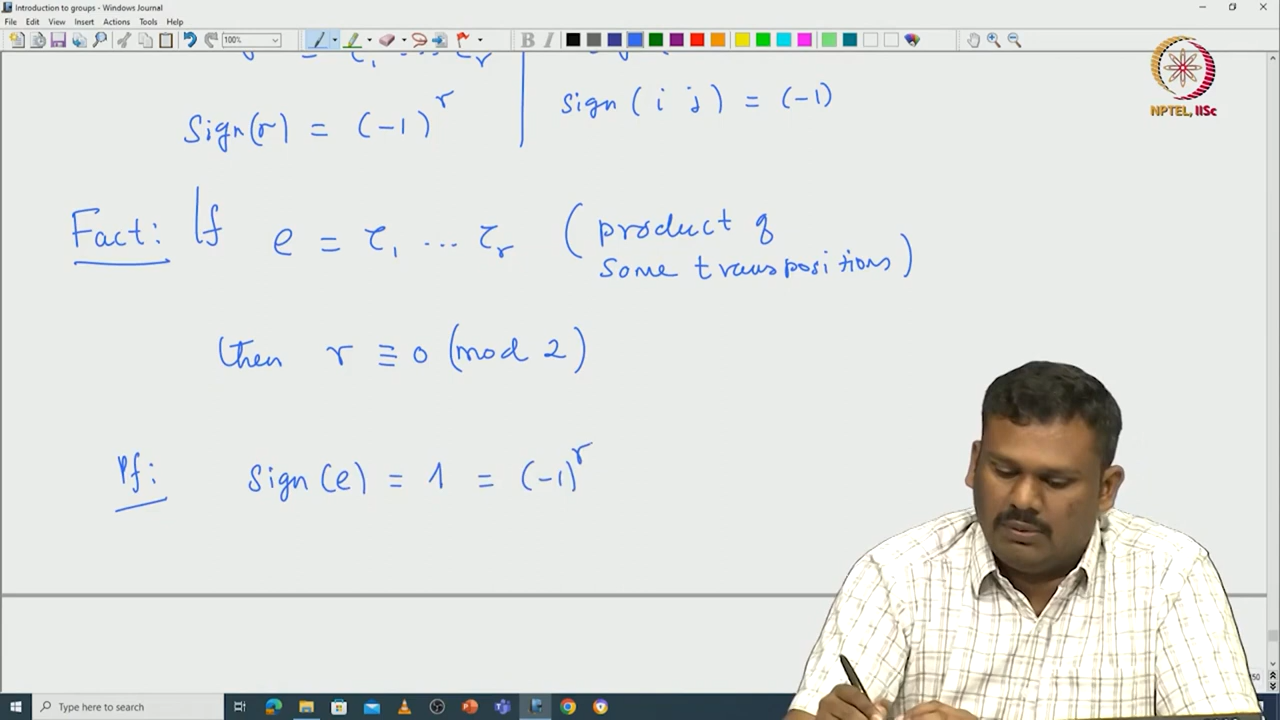 Introduction to groups - Windows Journal
File Edit View Insert Actions Tools Help
100%
B I
NPTEL, IISc
= τ₁ ... τᵣ
Sign(σ) = (-1)^r
Sign(i j) = (-1)
Fact: If e = τ₁ ... τᵣ (product of
some transpositions)
then r ≡ 0 (mod 2)
Pf: Sign(e) = 1 = (-1)^r
Type here to search